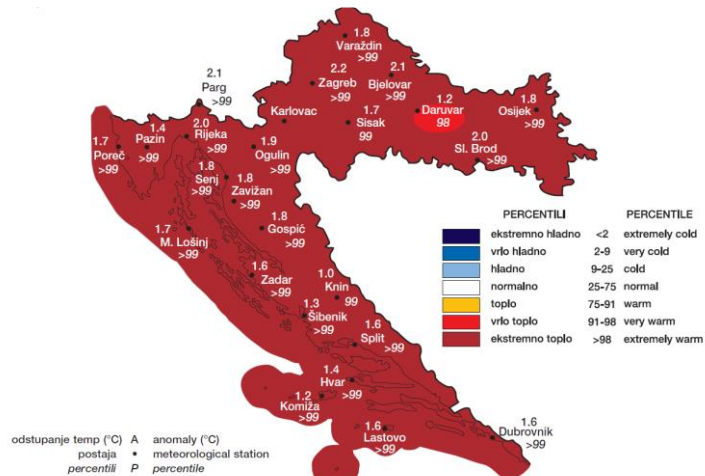 1.8
Varaždin
>99
2.1
Parg
>99
2.2
Zagreb
>99
2.1
Bjelovar
>99
1.2
Daruvar
98
1.8
Osijek
>99
Karlovac
1.7
Sisak
99
2.0
Sl. Brod
>99
1.7
Poreč
>99
1.4
Pazin
>99
2.0
Rijeka
>99
1.9
Ogulin
>99
1.8
Senj
>99
1.8
Zavižan
>99
1.8
Gospić
>99
1.7
M. Lošinj
>99
1.6
Zadar
>99
1.0
Knin
99
1.3
Šibenik
>99
1.6
Split
>99
1.4
Hvar
>99
1.2
Komiža
>99
1.6
Lastovo
>99
1.6
Dubrovnik
>99
PERCENTILI PERCENTILE
ekstremno hladno <2 extremely cold
vrlo hladno 2-9 very cold
hladno 9-25 cold
normalno 25-75 normal
toplo 75-91 warm
vrlo toplo 91-98 very warm
ekstremno toplo >98 extremely warm
odstupanje temp (°C) A anomaly (°C)
postaja • meteorological station
percentili P percentile